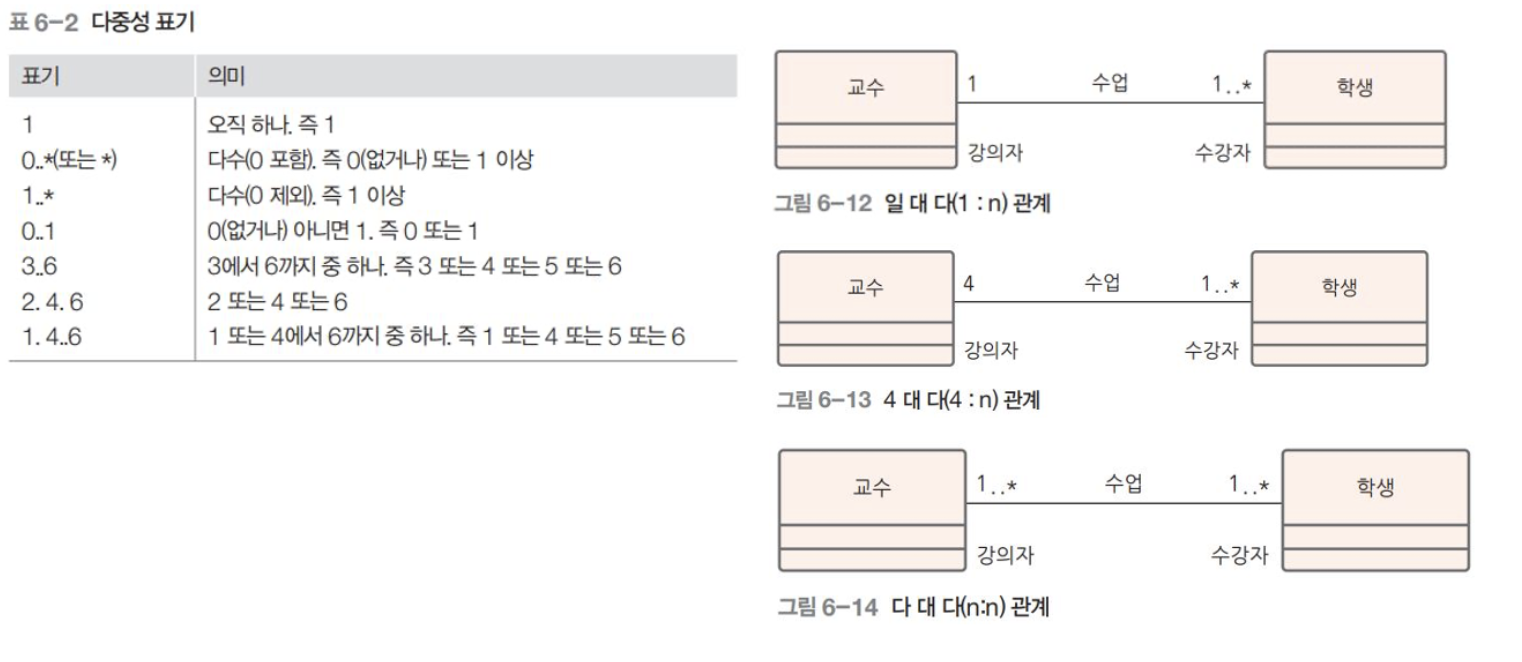 표 6-2 다중성 표기
표기 의미
1 오직 하나. 즉 1
0..*(또는 *) 다수(0 포함). 즉 0(없거나) 또는 1 이상
1..* 다수(0 제외). 즉 1 이상
0..1 0(없거나) 아니면 1. 즉 0 또는 1
3..6 3에서 6까지 중 하나. 즉 3 또는 4 또는 5 또는 6
2. 4. 6 2 또는 4 또는 6
1. 4..6 1 또는 4에서 6까지 중 하나. 즉 1 또는 4 또는 5 또는 6
교수 1 수업 1..* 학생
강의자 수강자
그림 6-12 일 대 다(1 : n) 관계
교수 4 수업 1..* 학생
강의자 수강자
그림 6-13 4 대 다(4 : n) 관계
교수 1..* 수업 1..* 학생
강의자 수강자
그림 6-14 다 대 다(n:n) 관계